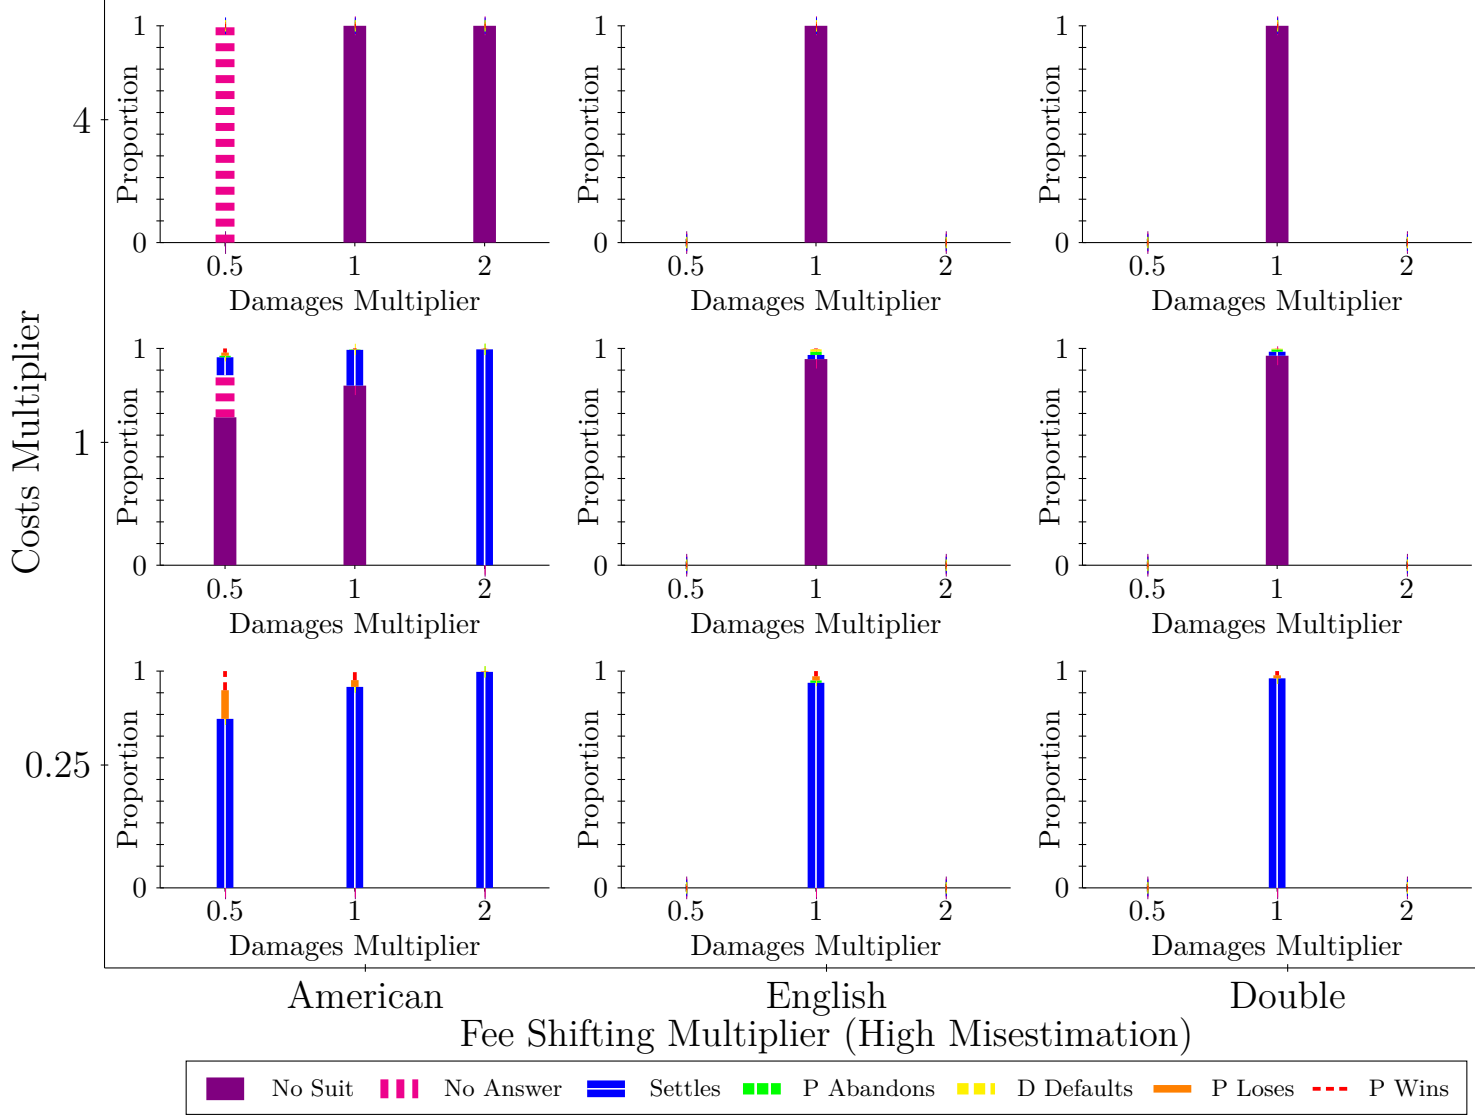 Costs Multiplier
4
1
0.25
Proportion
1
0
0.5 1 2
Damages Multiplier
Proportion
1
0
0.5 1 2
Damages Multiplier
Proportion
1
0
0.5 1 2
Damages Multiplier
Proportion
1
0
0.5 1 2
Damages Multiplier
Proportion
1
0
0.5 1 2
Damages Multiplier
Proportion
1
0
0.5 1 2
Damages Multiplier
Proportion
1
0
0.5 1 2
Damages Multiplier
Proportion
1
0
0.5 1 2
Damages Multiplier
Proportion
1
0
0.5 1 2
Damages Multiplier
American English Double
Fee Shifting Multiplier (High Misestimation)
No Suit No Answer Settles P Abandons D Defaults P Loses P Wins